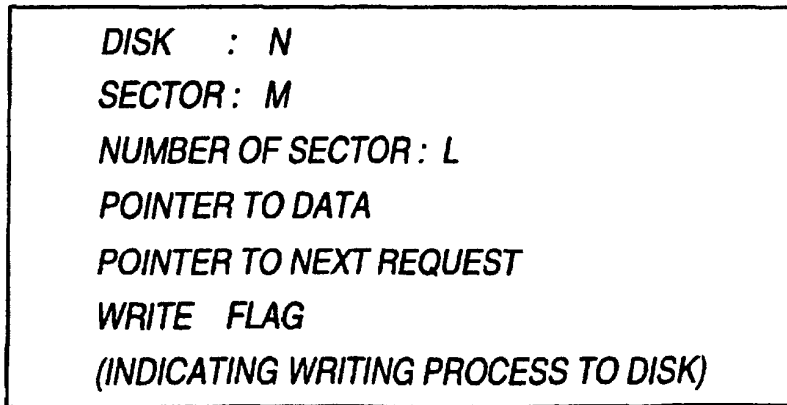 DISK : N
SECTOR : M
NUMBER OF SECTOR : L
POINTER TO DATA
POINTER TO NEXT REQUEST
WRITE FLAG
(INDICATING WRITING PROCESS TO DISK)